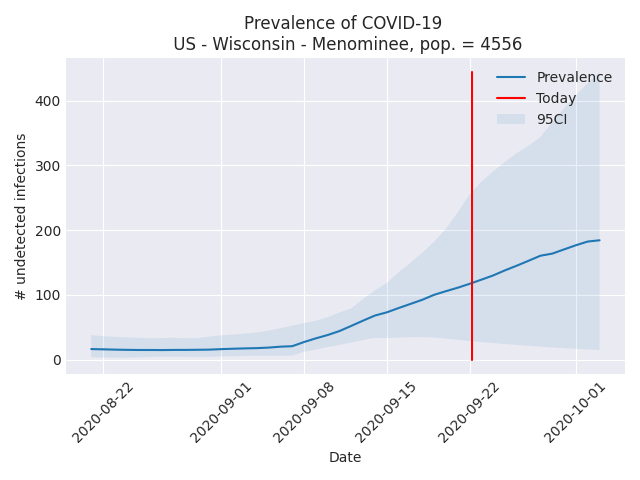 Prevalence of COVID-19
US - Wisconsin - Menominee, pop. = 4556
Prevalence
Today
95CI
# undetected infections
400
300
200
100
0
2020-08-22
2020-09-01
2020-09-08
2020-09-15
2020-09-22
2020-10-01
Date